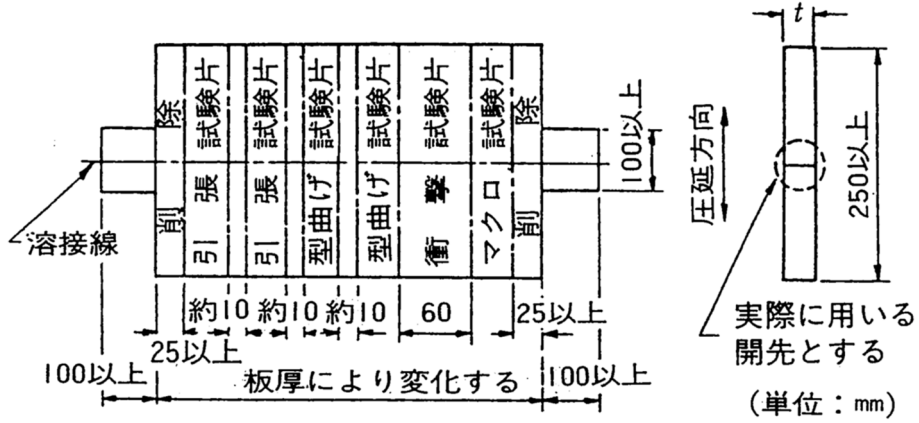 t
削除
引張試験片
引張試験片
型曲げ試験片
型曲げ試験片
衝撃試験片
マクロ試験片
削除
100以上
圧延方向
250以上
溶接線
約10 約10 約10
60
25以上
25以上
100以上
板厚により変化する
100以上
実際に用いる
開先とする
(単位:mm)